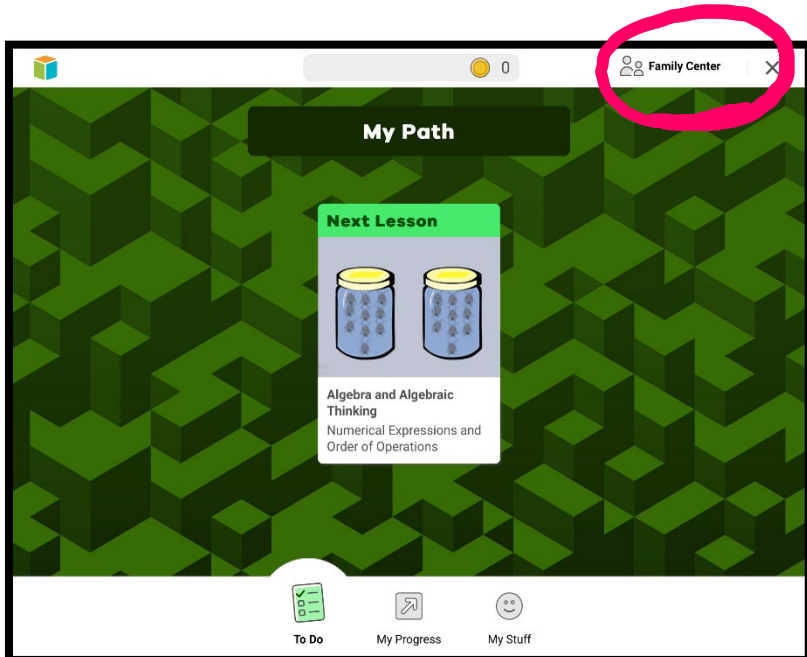 0
Family Center
My Path
Next Lesson
Algebra and Algebraic
Thinking
Numerical Expressions and
Order of Operations
To Do
My Progress
My Stuff